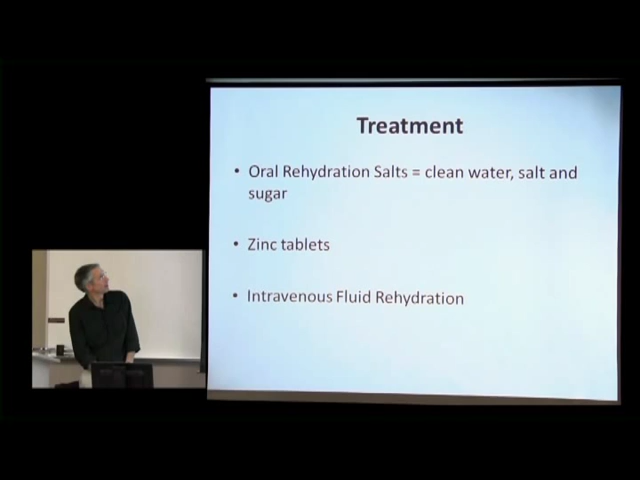 Treatment
• Oral Rehydration Salts = clean water, salt and
sugar
• Zinc tablets
• Intravenous Fluid Rehydration